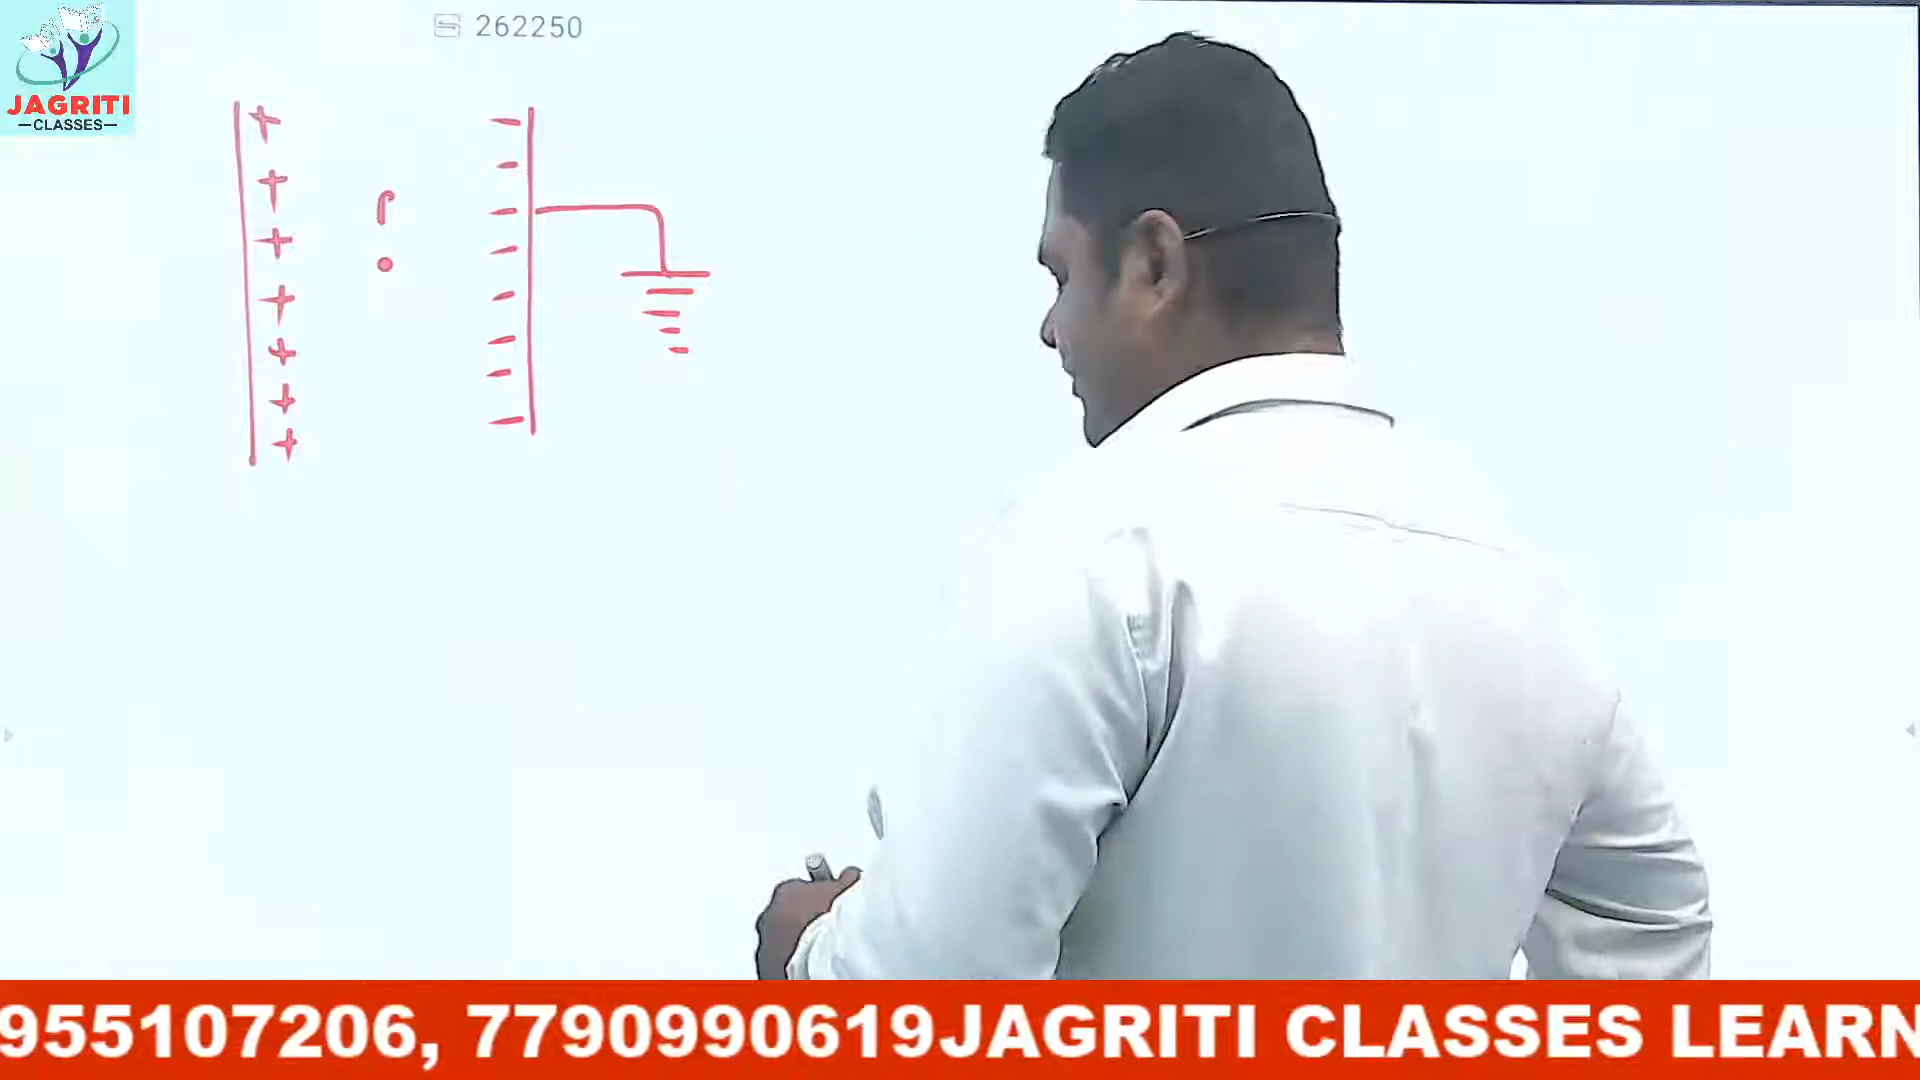 262250
JAGRITI
CLASSES
+ -
+ -
+ P -
+ -
+ -
+ -
+ -
-
955107206, 7790990619JAGRITI CLASSES LEARN